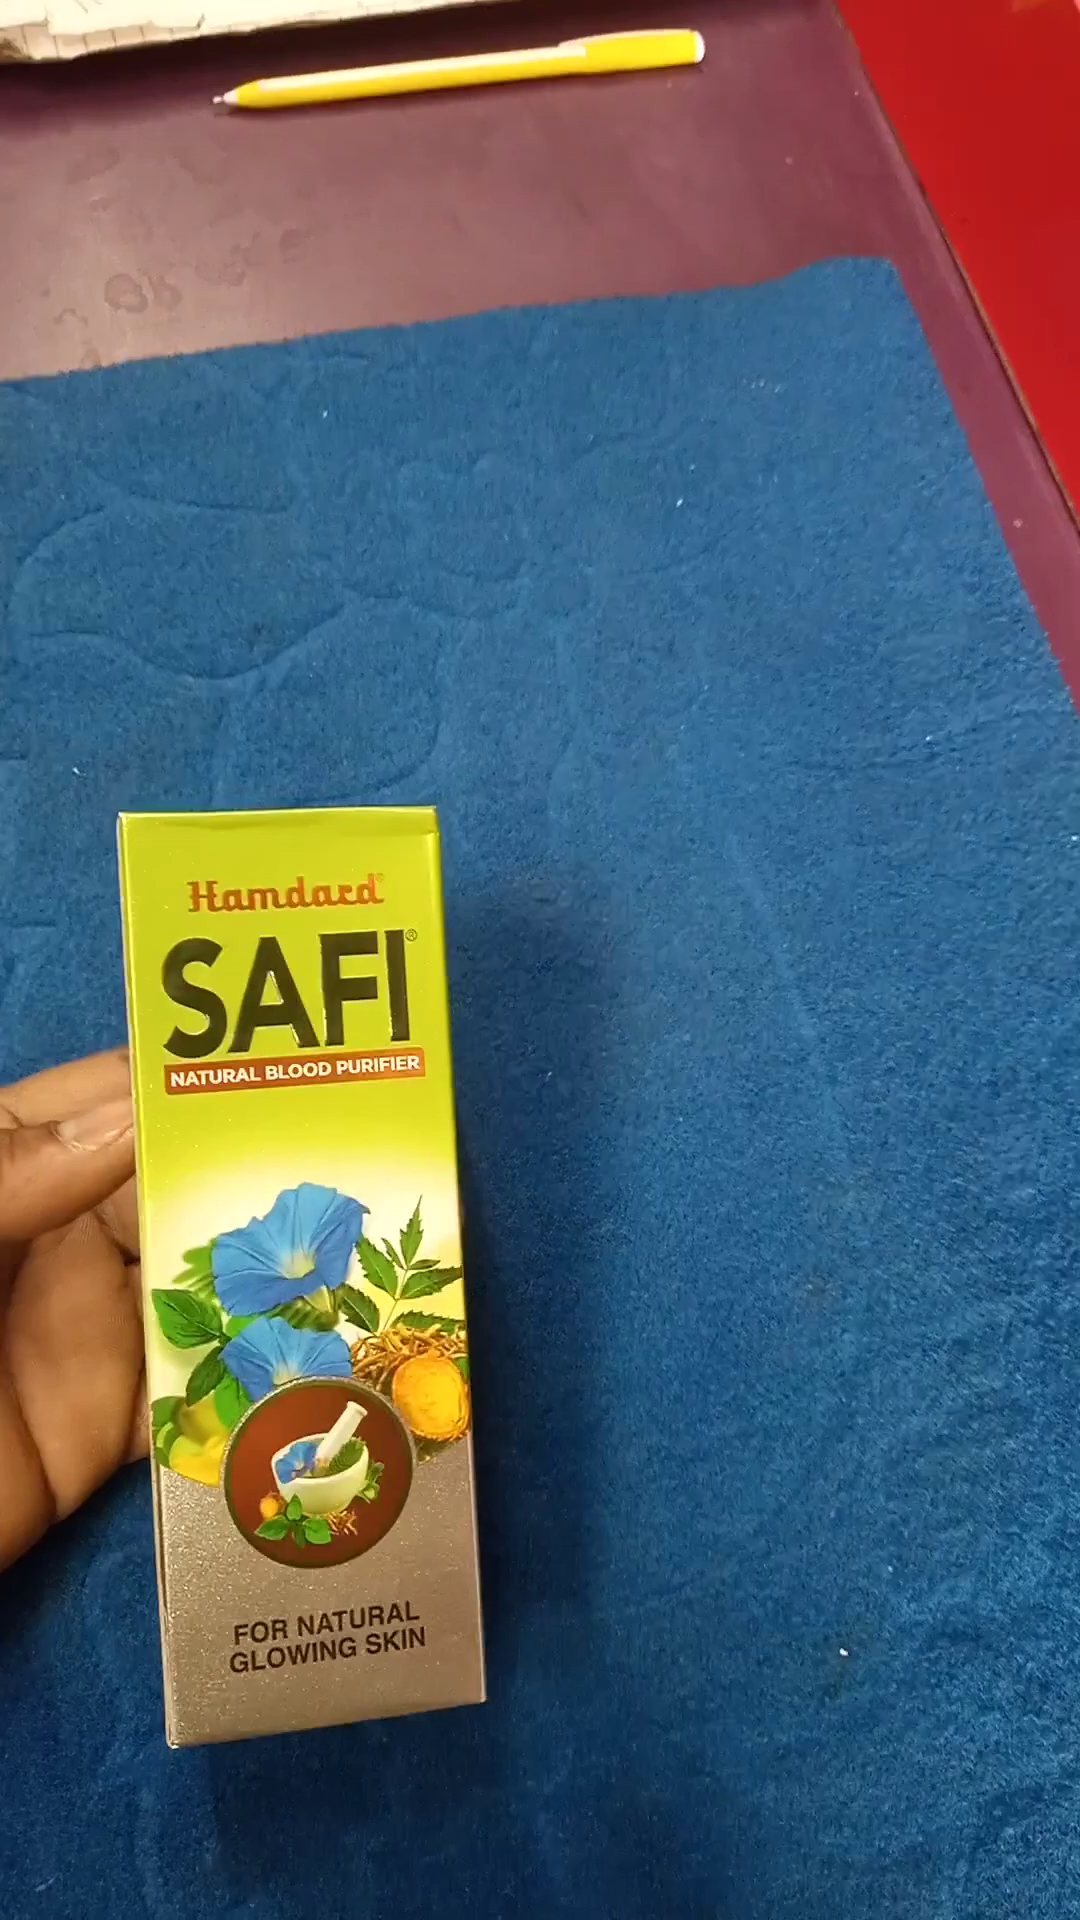 Hamdard®
SAFI®
NATURAL BLOOD PURIFIER
FOR NATURAL
GLOWING SKIN